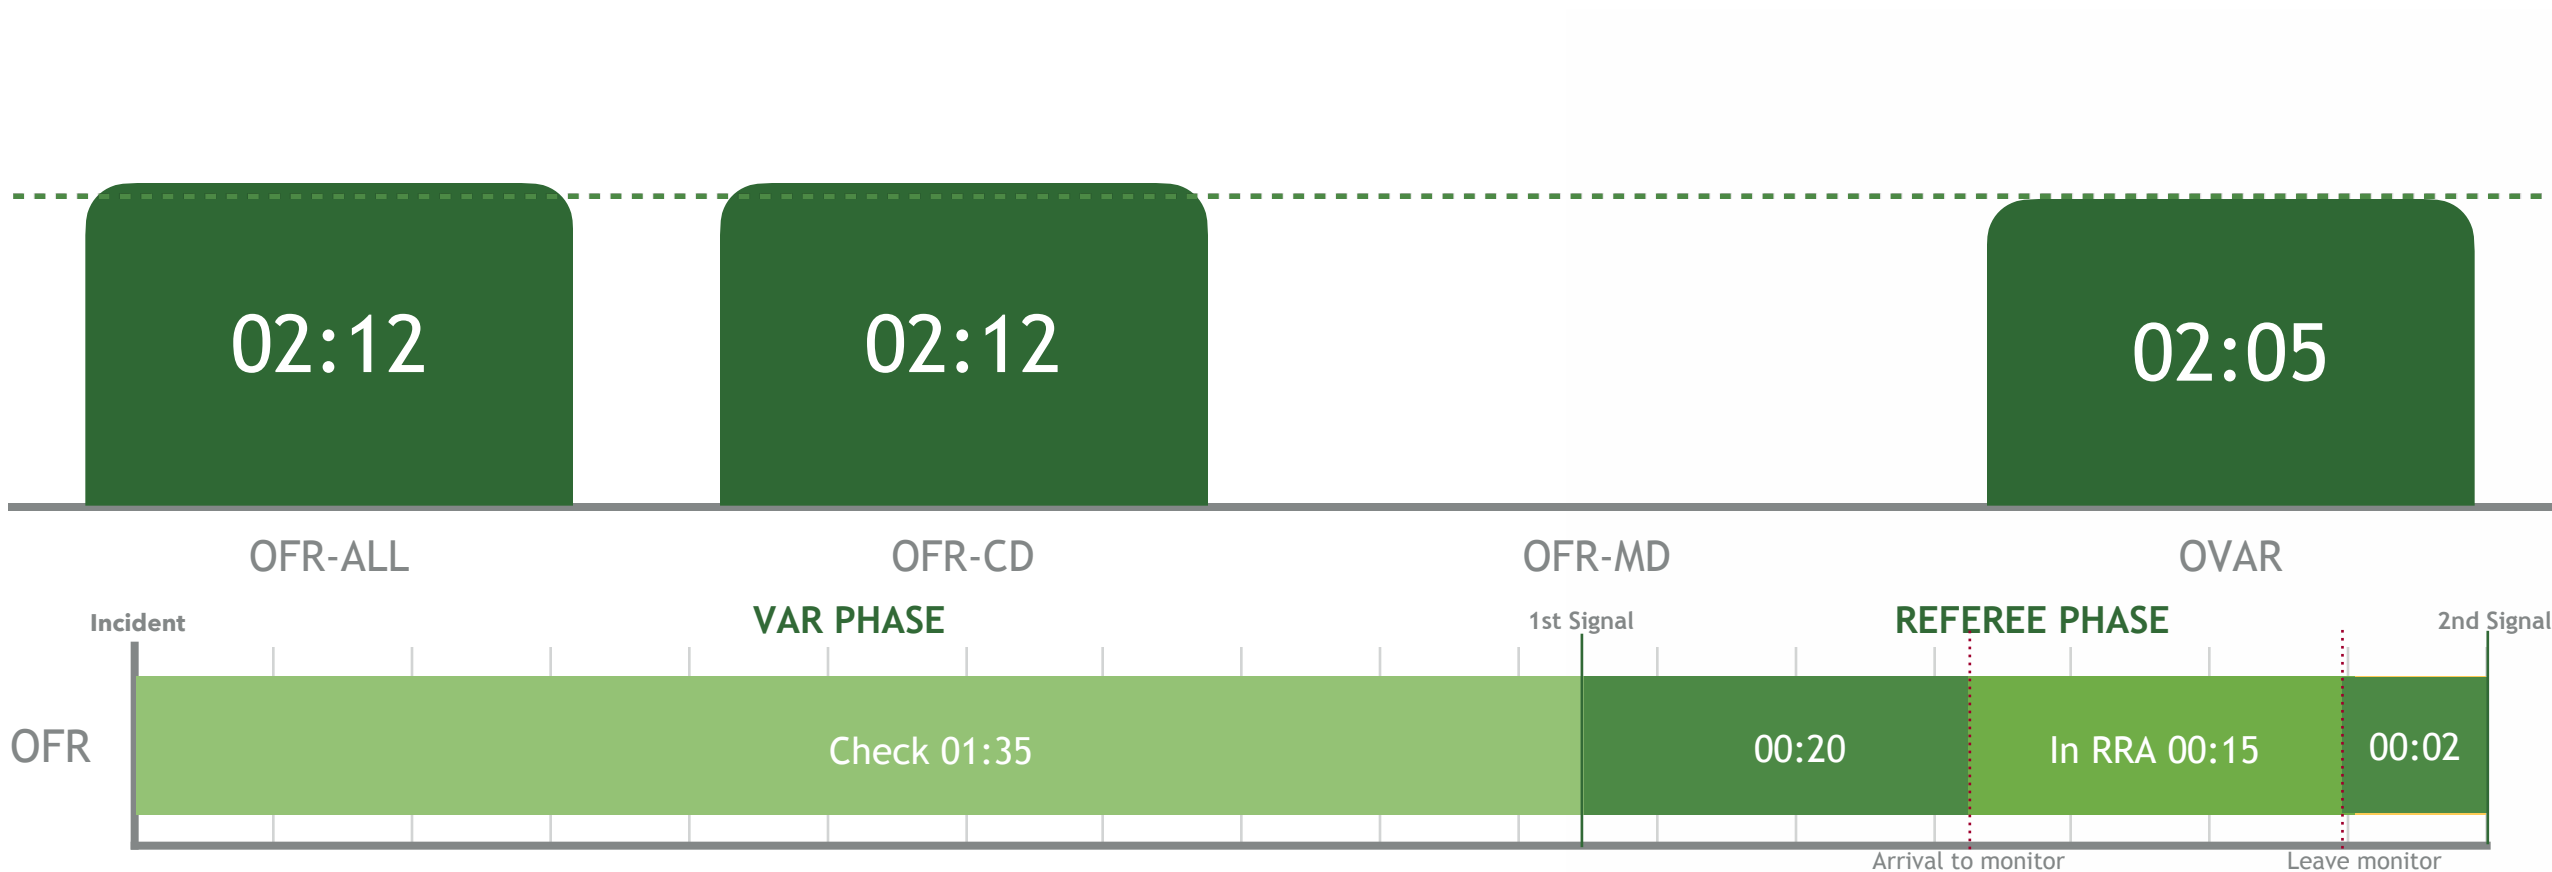 02:12
02:12
02:05
OFR-ALL
OFR-CD
OFR-MD
OVAR
Incident
VAR PHASE
1st Signal
REFEREE PHASE
2nd Signal
OFR
Check 01:35
00:20
In RRA 00:15
00:02
Arrival to monitor
Leave monitor